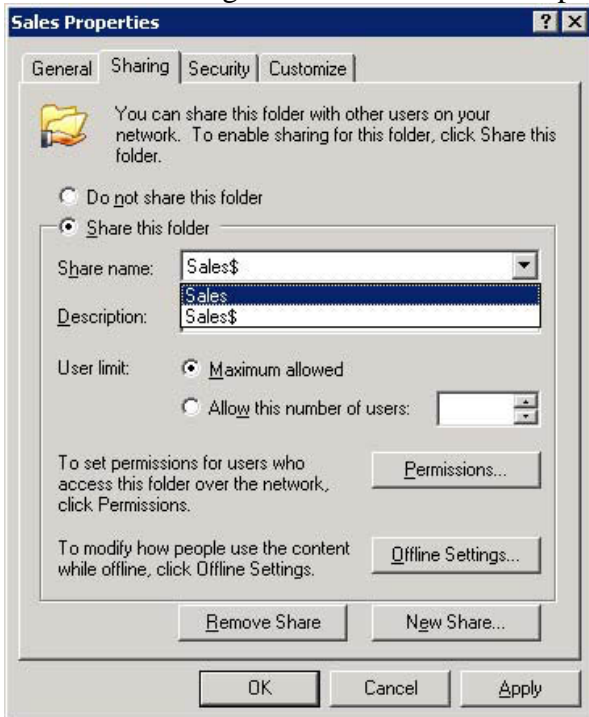 Sales Properties
General Sharing Security Customize
You can share this folder with other users on your
network. To enable sharing for this folder, click Share this
folder.
Do not share this folder
Share this folder
Share name: Sales$
Sales
Description: Sales$
User limit: Maximum allowed
Allow this number of users:
To set permissions for users who
access this folder over the network,
click Permissions.
Permissions...
To modify how people use the content
while offline, click Offline Settings.
Offline Settings...
Remove Share New Share...
OK Cancel Apply